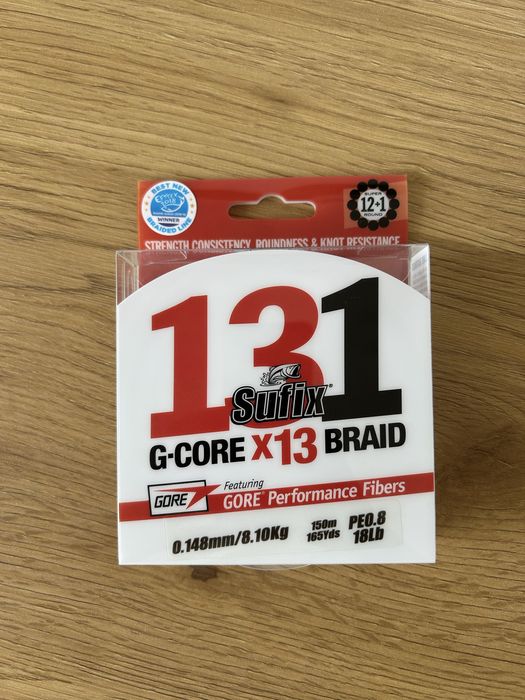 BEST NEW
WINNER
BRAIDED LINE
SUPER
12+1
ROUND
STRENGTH CONSISTENCY, ROUNDNESS & KNOT RESISTANCE
131
Sufix®
G-CORE X13 BRAID
GORE
Featuring
GORE® Performance Fibers
0.148mm/8.10Kg
150m
165Yds
PE0.8
18Lb